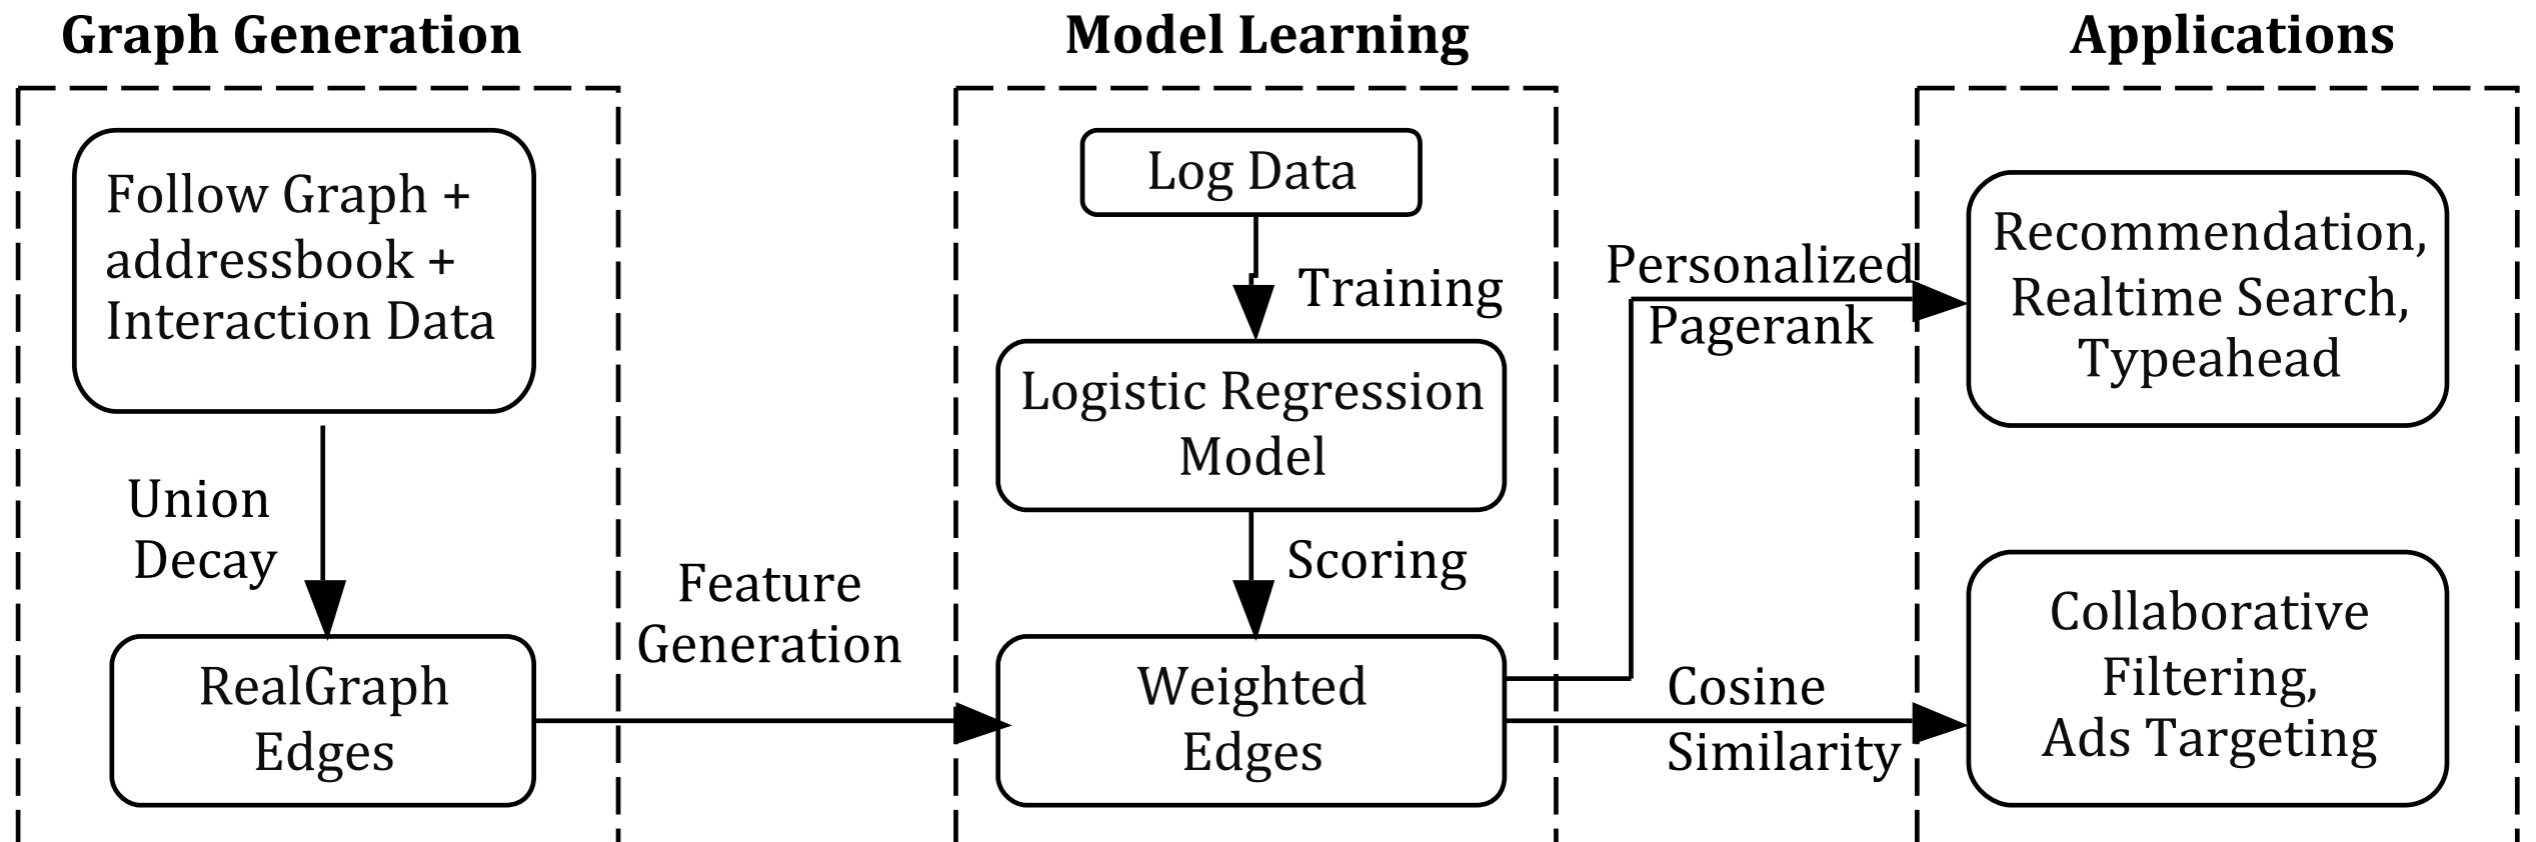 Graph Generation
Follow Graph +
addressbook +
Interaction Data
Union
Decay
RealGraph
Edges
Feature
Generation
Model Learning
Log Data
Training
Logistic Regression
Model
Scoring
Weighted
Edges
Personalized
Pagerank
Cosine
Similarity
Applications
Recommendation,
Realtime Search,
Typeahead
Collaborative
Filtering,
Ads Targeting